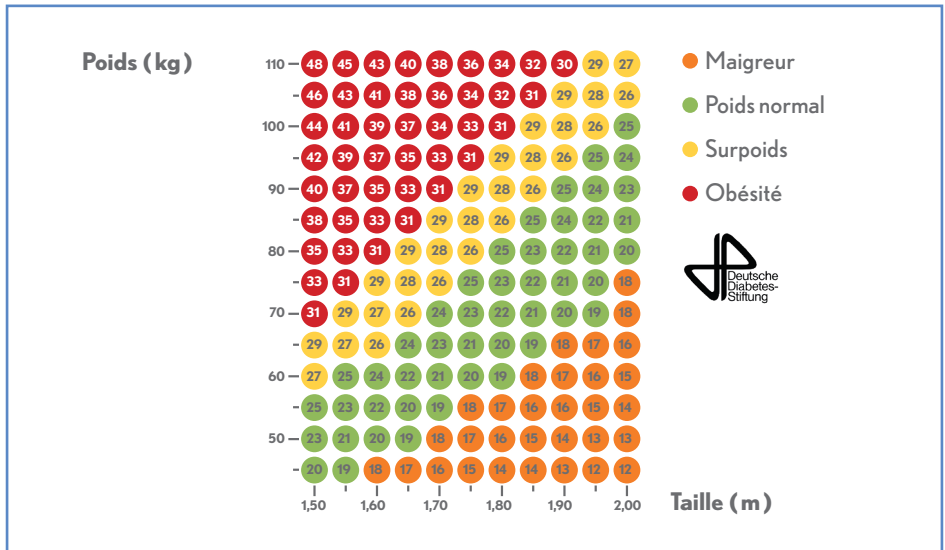 Poids (kg)
110 48 45 43 40 38 36 34 32 30 29 27
46 43 41 38 36 34 32 31 29 28 26
100 44 41 39 37 34 33 31 29 28 26 25
42 39 37 35 33 31 29 28 26 25 24
90 40 37 35 33 31 29 28 26 25 24 23
38 35 33 31 29 28 26 25 24 22 21
80 35 33 31 29 28 26 25 23 22 21 20
33 31 29 28 26 25 23 22 21 20 18
70 31 29 27 26 24 23 22 21 20 19 18
29 27 26 24 23 21 20 19 18 17 16
60 27 25 24 22 21 20 19 18 17 16 15
25 23 22 20 19 18 17 16 16 15 14
50 23 21 20 19 18 17 16 15 14 13 13
20 19 18 17 16 15 14 14 13 12 12
1,50 1,60 1,70 1,80 1,90 2,00
Taille (m)
Maigreur
Poids normal
Surpoids
Obésité
Deutsche
Diabetes-
Stiftung